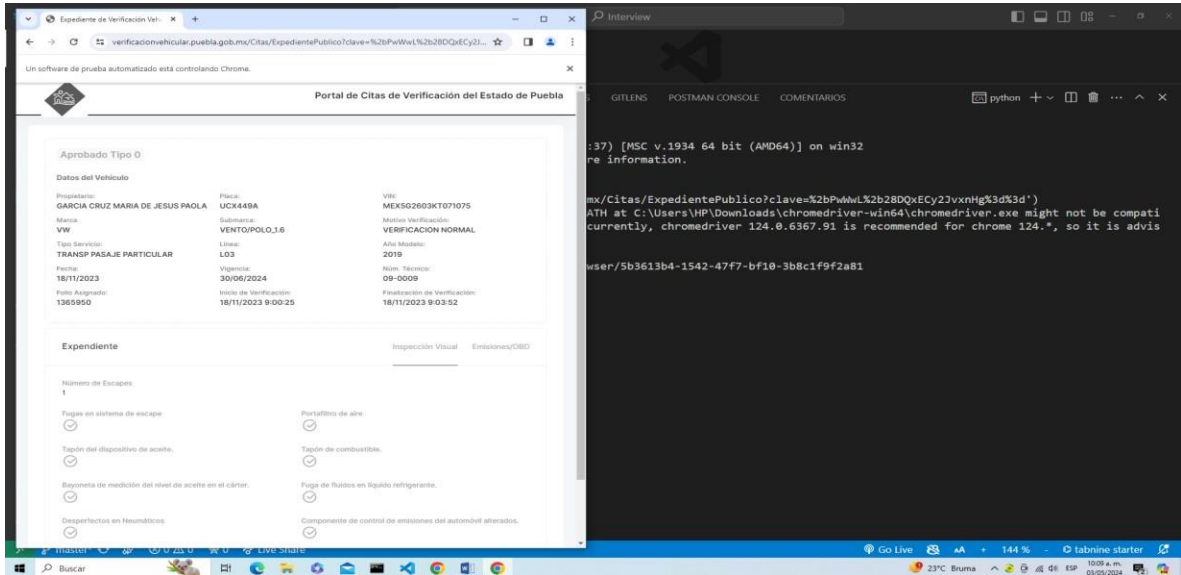 Expediente de Verificación Veh
Interview
verificacionvehicular.puebla.gob.mx/Citas/ExpedientePublico?clave=%2bPwWwL%2b28DQxECy2J...
Un software de prueba automatizado está controlando Chrome.
Portal de Citas de Verificación del Estado de Puebla
GITLENS POSTMAN CONSOLE COMENTARIOS
python
Aprobado Tipo 0
Datos del Vehículo
Propietario: Placa: VIN:
GARCIA CRUZ MARIA DE JESUS PAOLA UCX449A MEX5G2603KT071075
Marca Submarca: Motivo Verificación:
VW VENTO/POLO_1.6 VERIFICACION NORMAL
Tipo Servicio: Línea: Año Modelo:
TRANSP PASAJE PARTICULAR L03 2019
Fecha: Vigencia: Núm. Técnico:
18/11/2023 30/06/2024 09-0009
Folio Asignado: Inicio de Verificación: Finalización de Verificación:
1365950 18/11/2023 9:00:25 18/11/2023 9:03:52
Expendiente Inspección Visual Emisiones/OBD
Número de Escapes
1
Fugas en sistema de escape Portafiltro de aire
Tapón del dispositivo de aceite. Tapón de combustible.
Bayoneta de medición del nivel de aceite en el cárter. Fuga de fluidos en líquido refrigerante.
Desperfectos en Neumáticos Componente de control de emisiones del automóvil alterados.
:37) [MSC v.1934 64 bit (AMD64)] on win32
re information.
mx/Citas/ExpedientePublico?clave=%2bPwWwL%2b28DQxECy2JvxnHg%3d%3d')
ATH at C:\Users\HP\Downloads\chromedriver-win64\chromedriver.exe might not be compati
currently, chromedriver 124.0.6367.91 is recommended for chrome 124.*, so it is advis
wser/5b3613b4-1542-47f7-bf10-3b8c1f9f2a81
master* Live Share
Go Live 144 % tabnine starter
Buscar
23°C Bruma ESP 10:09 a. m.
03/05/2024